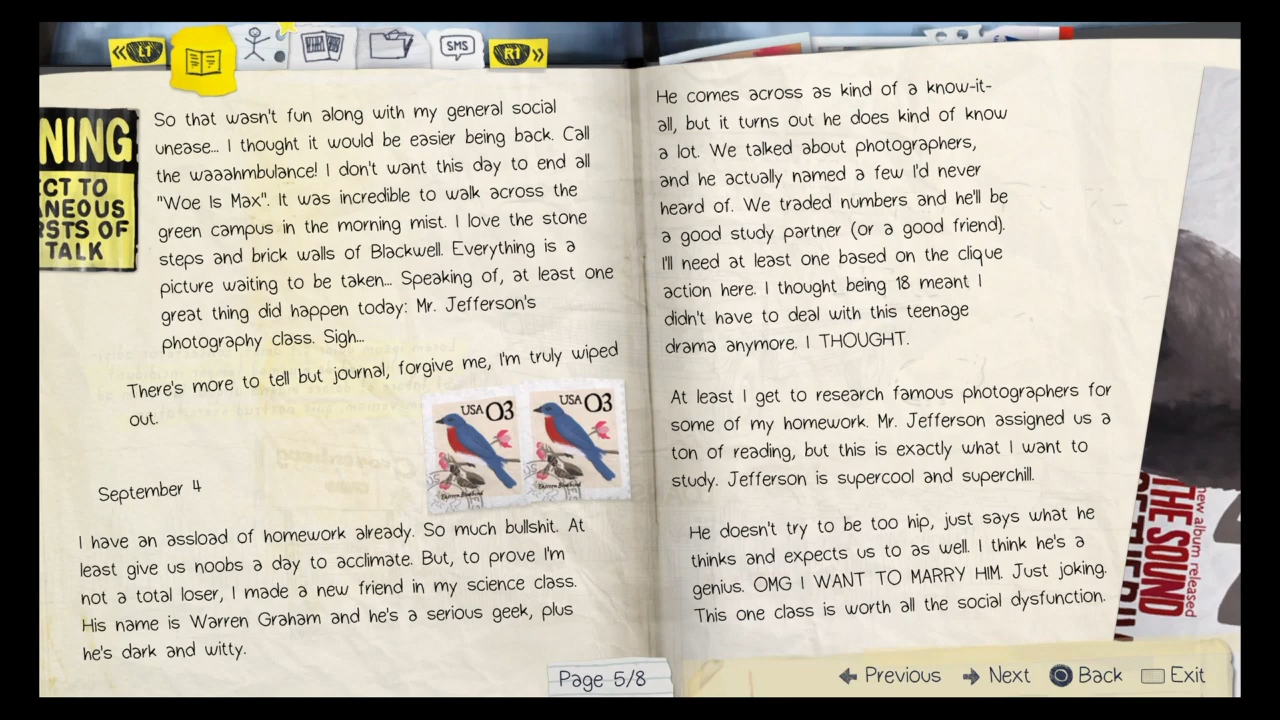 L1
SMS
R1
NING
CT TO
ANEOUS
RSTS OF
TALK
So that wasn't fun along with my general social
unease... I thought it would be easier being back. Call
the waaahmbulance! I don't want this day to end all
"Woe Is Max". It was incredible to walk across the
green campus in the morning mist. I love the stone
steps and brick walls of Blackwell. Everything is a
picture waiting to be taken... Speaking of, at least one
great thing did happen today: Mr. Jefferson's
photography class. Sigh...
There's more to tell but journal, forgive me, I'm truly wiped
out.
USA 03
USA 03
Eastern Bluebird
Eastern Bluebird
September 4
I have an assload of homework already. So much bullshit. At
least give us noobs a day to acclimate. But, to prove I'm
not a total loser, I made a new friend in my science class.
His name is Warren Graham and he's a serious geek, plus
he's dark and witty.
He comes across as kind of a know-it-
all, but it turns out he does kind of know
a lot. We talked about photographers,
and he actually named a few I'd never
heard of. We traded numbers and he'll be
a good study partner (or a good friend).
I'll need at least one based on the clique
action here. I thought being 18 meant I
didn't have to deal with this teenage
drama anymore. I THOUGHT.
At least I get to research famous photographers for
some of my homework. Mr. Jefferson assigned us a
ton of reading, but this is exactly what I want to
study. Jefferson is supercool and superchill.
He doesn't try to be too hip, just says what he
thinks and expects us to as well. I think he's a
genius. OMG I WANT TO MARRY HIM. Just joking.
This one class is worth all the social dysfunction.
new album released
THE SOUND
Page 5/8
Previous
Next
Back
Exit